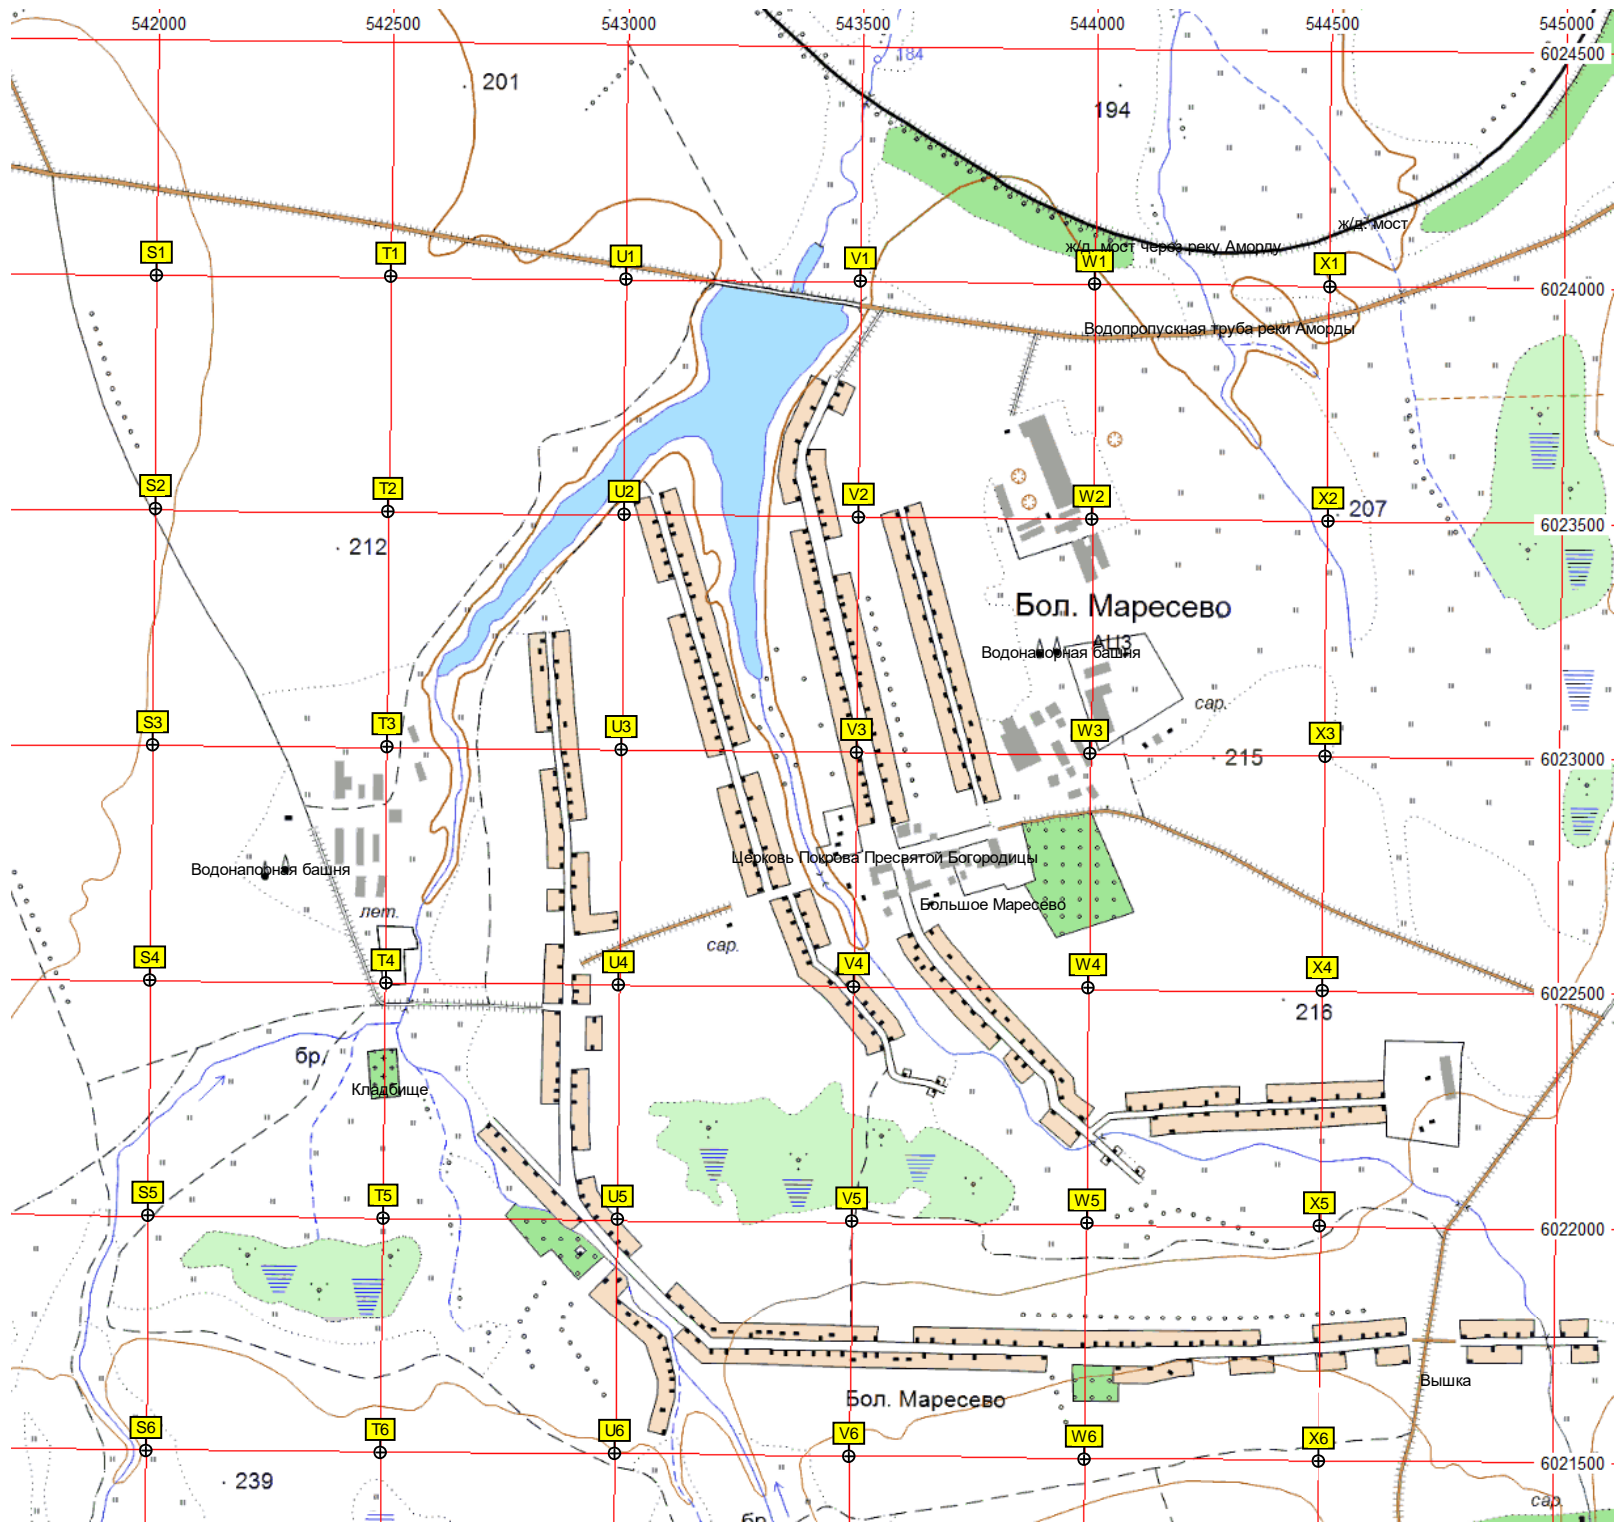 542000 542500 543000 543500 544000 544500 545000
6024500
184
201
194
ж/д. мост
ж/д. мост через реку Аморду
S1 T1 U1 V1 W1 X1
6024000
Водопропускная труба реки Аморды
S2 T2 U2 V2 W2 X2
207
6023500
212
Бол. Маресево
АЦЗ
Водонапорная башня
сар.
S3 T3 U3 V3 W3 X3
215
6023000
Церковь Покрова Пресвятой Богородицы
Водонапорная башня
Большое Маресево
лет.
сар.
S4 T4 U4 V4 W4 X4
6022500
216
бр.
Кладбище
S5 T5 U5 V5 W5 X5
6022000
Вышка
Бол. Маресево
S6 T6 U6 V6 W6 X6
6021500
239
сар.
бр.